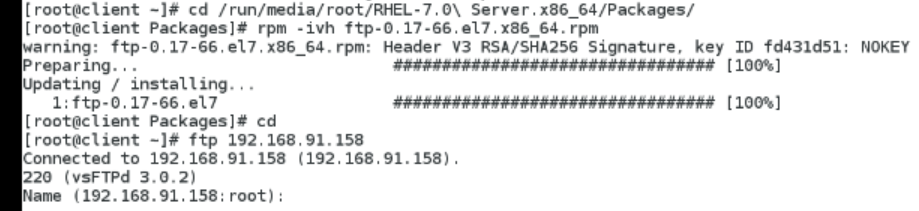 [root@client ~]# cd /run/media/root/RHEL-7.0\ Server.x86_64/Packages/
[root@client Packages]# rpm -ivh ftp-0.17-66.el7.x86_64.rpm
warning: ftp-0.17-66.el7.x86_64.rpm: Header V3 RSA/SHA256 Signature, key ID fd431d51: NOKEY
Preparing... ################################# [100%]
Updating / installing...
1:ftp-0.17-66.el7 ################################# [100%]
[root@client Packages]# cd
[root@client ~]# ftp 192.168.91.158
Connected to 192.168.91.158 (192.168.91.158).
220 (vsFTPd 3.0.2)
Name (192.168.91.158:root):